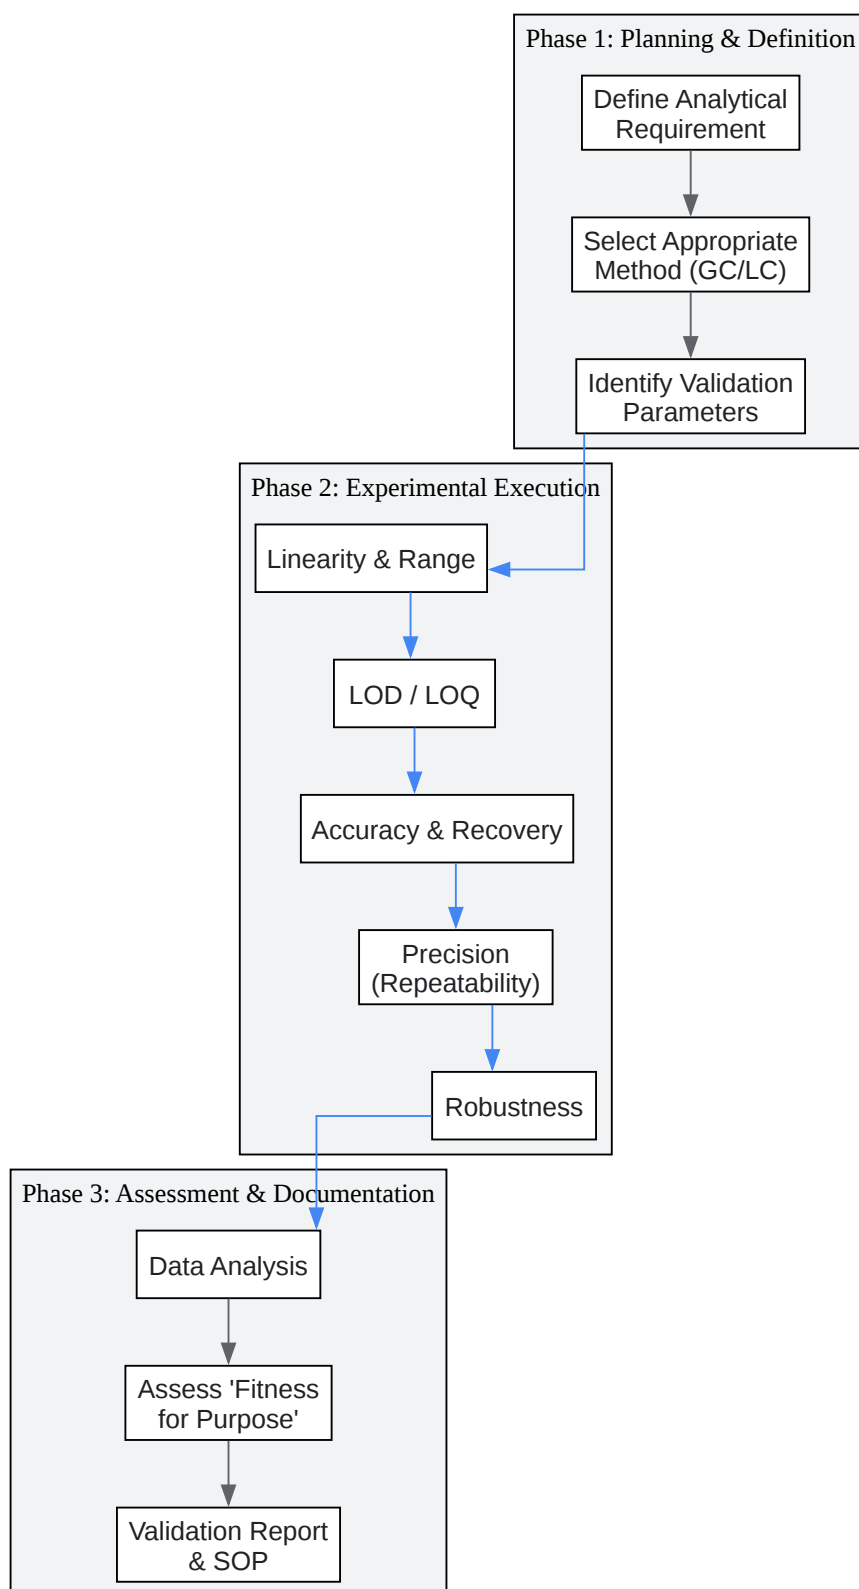 Phase 1: Planning & Definition
Define Analytical
Requirement
Select Appropriate
Method (GC/LC)
Identify Validation
Parameters
Phase 2: Experimental Execution
Linearity & Range
LOD / LOQ
Accuracy & Recovery
Precision
(Repeatability)
Robustness
Phase 3: Assessment & Documentation
Data Analysis
Assess 'Fitness
for Purpose'
Validation Report
& SOP